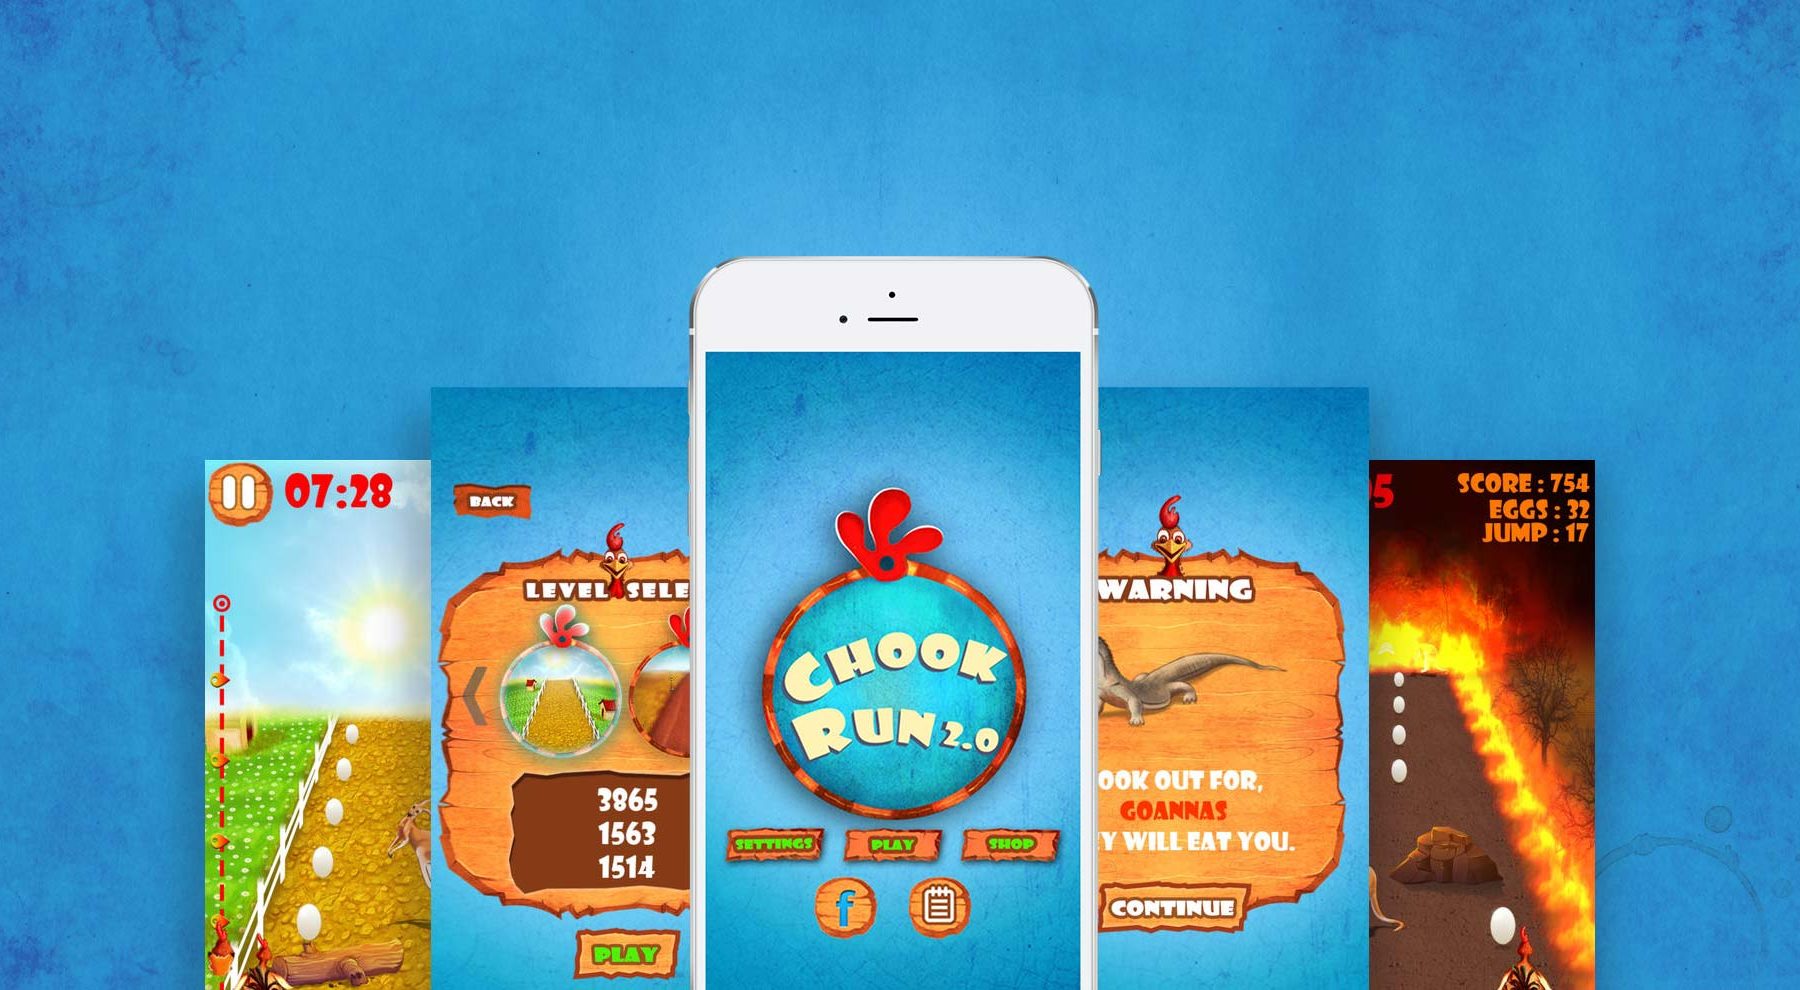 07:28
BACK
LEVEL SELE
3865
1563
1514
PLAY
CHOOK
RUN 2.0
SETTINGS
PLAY
SHOP
f
WARNING
OOK OUT FOR,
GOANNAS
EY WILL EAT YOU.
CONTINUE
5
SCORE : 754
EGGS : 32
JUMP : 17